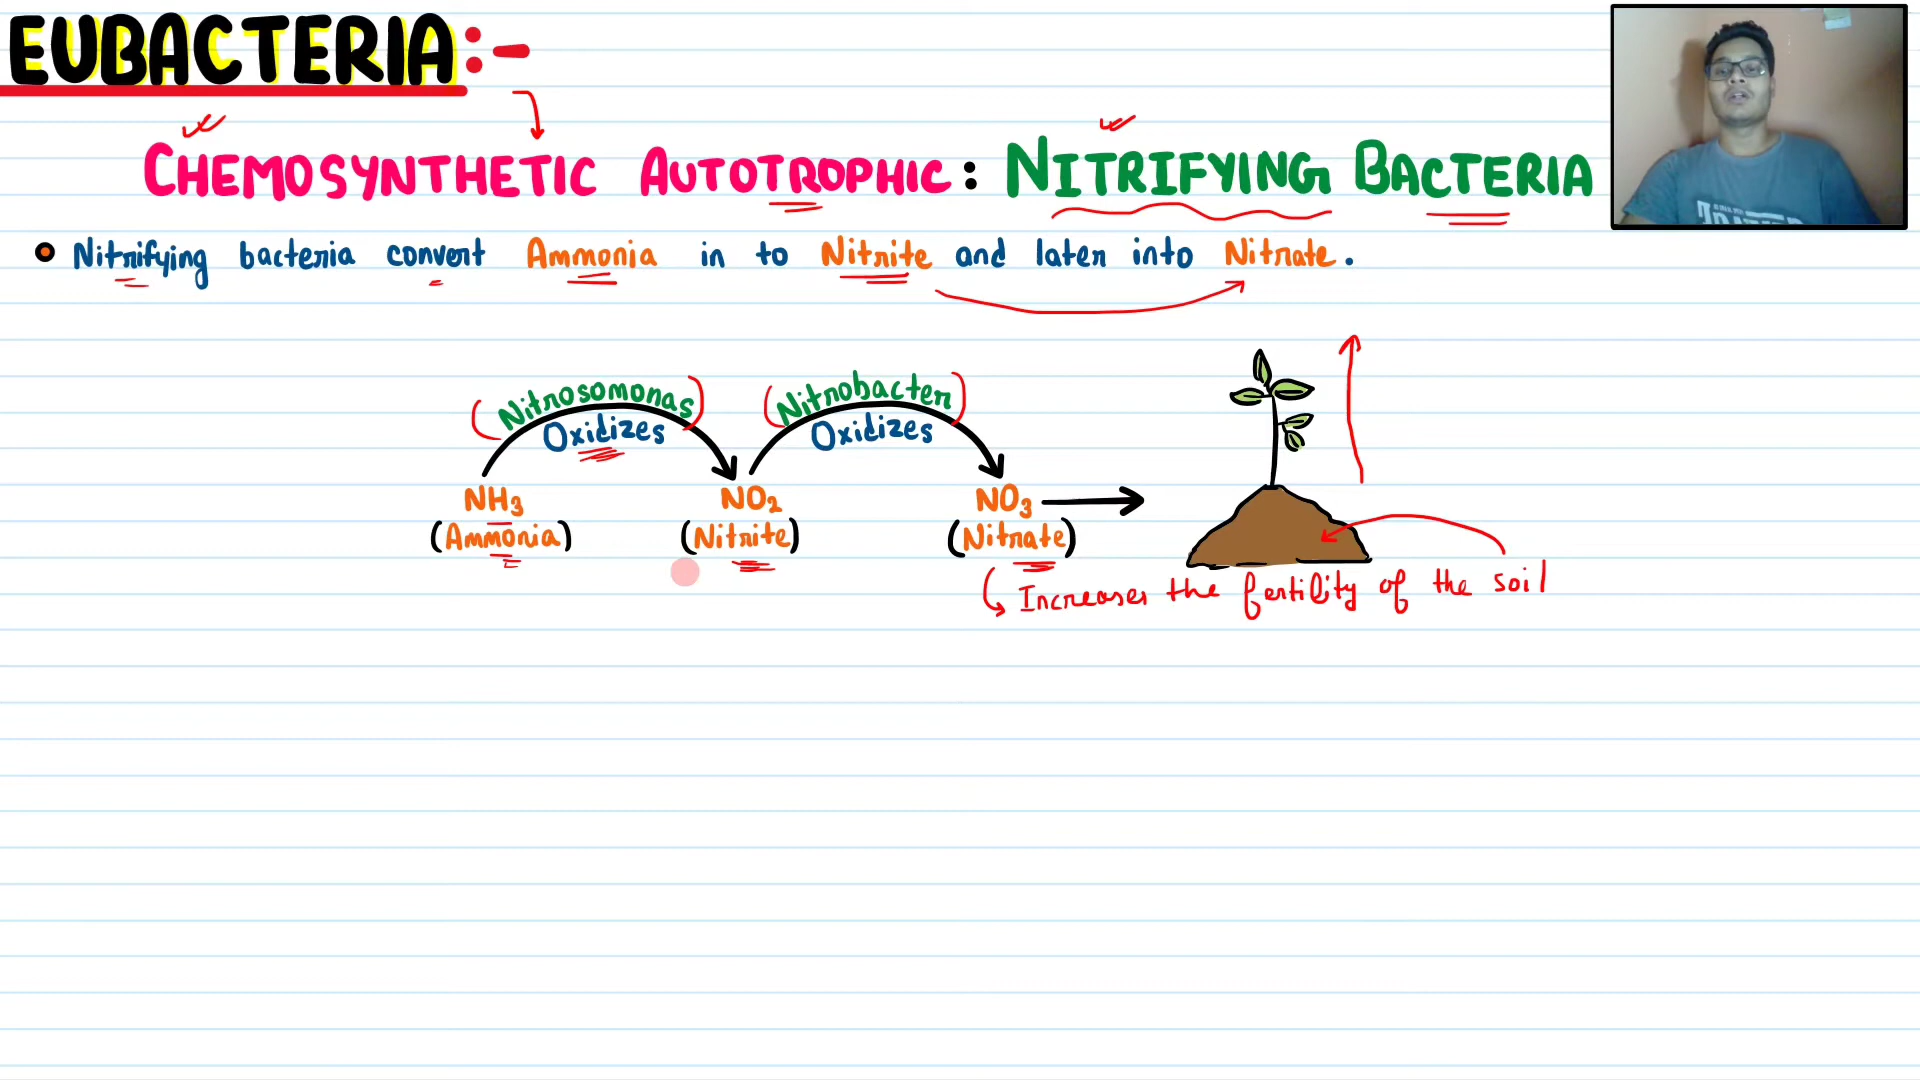 EUBACTERIA:-
CHEMOSYNTHETIC AUTOTROPHIC : NITRIFYING BACTERIA
Nitrifying bacteria convert Ammonia in to Nitrite and later into Nitrate.
Nitrosomonas Nitrobacter
Oxidizes Oxidizes
NH₃ NO₂ NO₃
(Ammonia) (Nitrite) (Nitrate)
Increases the fertility of the soil